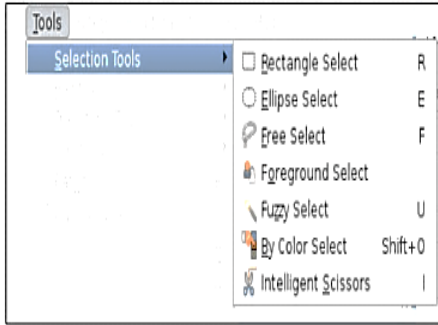 Tools
Selection Tools
Rectangle Select R
Ellipse Select E
Free Select F
Foreground Select
Fuzzy Select U
By Color Select Shift+O
Intelligent Scissors I